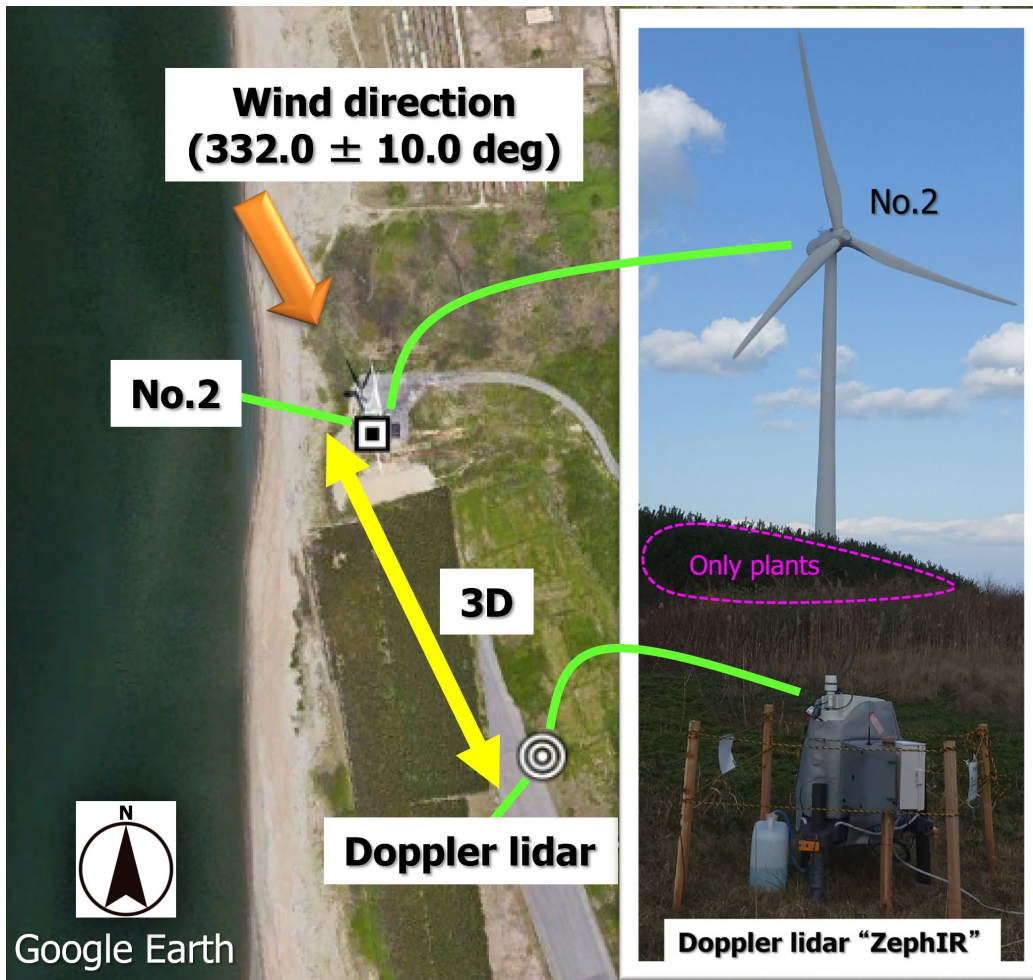 Wind direction
(332.0 ± 10.0 deg)
No.2
No.2
Only plants
3D
Doppler lidar
N
Google Earth
Doppler lidar “ZephIR”